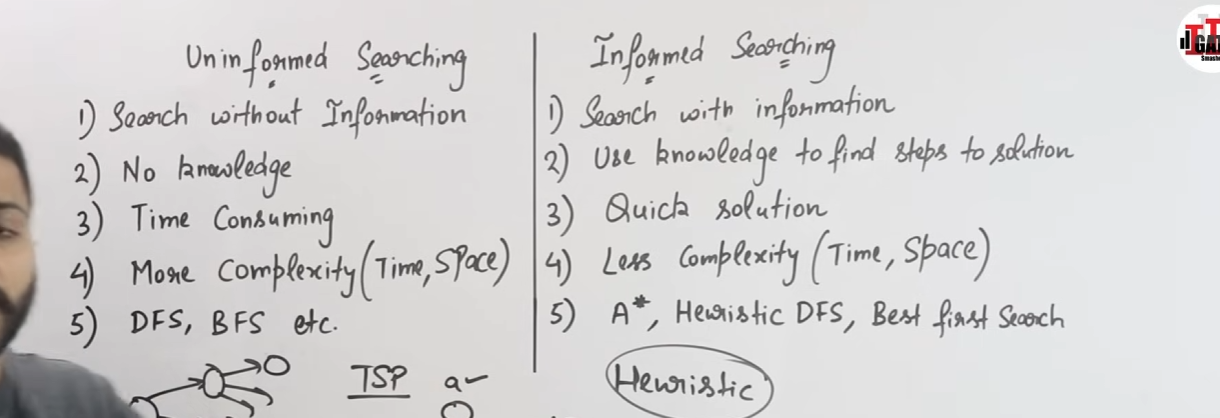 Uninformed Searching
1) Search without Information
2) No knowledge
3) Time Consuming
4) More Complexity (Time, Space)
5) DFS, BFS etc.
TSP
a
Informed Searching
1) Search with information
2) Use knowledge to find steps to solution
3) Quick solution
4) Less Complexity (Time, Space)
5) A*, Heuristic DFS, Best first Search
Heuristic